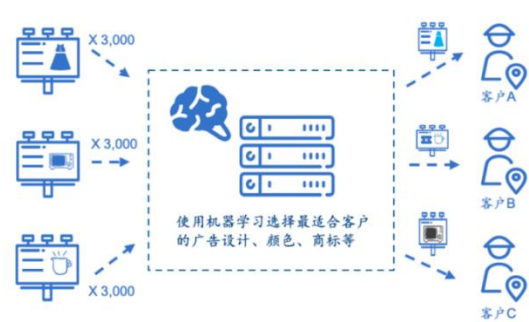 X 3,000
X 3,000
X 3,000
使用机器学习选择最适合客户
的广告设计、颜色、商标等
客户A
客户B
客户C